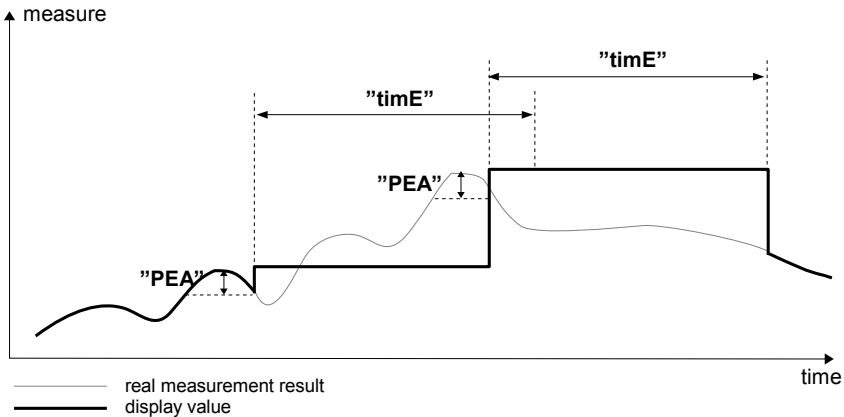 measure
”timE”
”timE”
”PEA”
”PEA”
time
real measurement result
display value